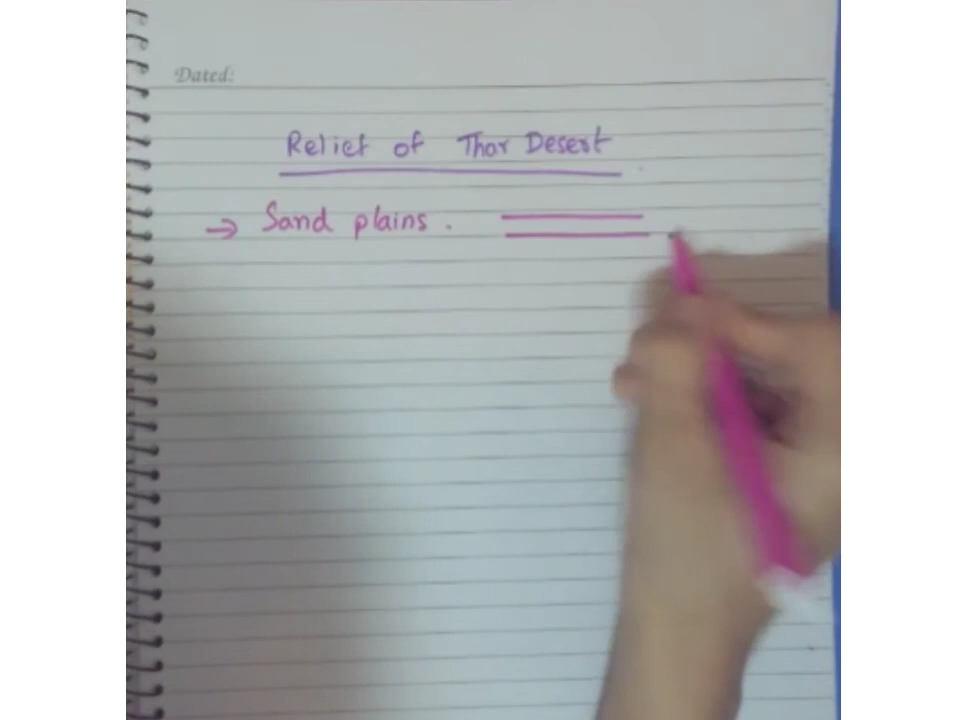 Dated:
Relief of Thar Desert
→ Sand plains.